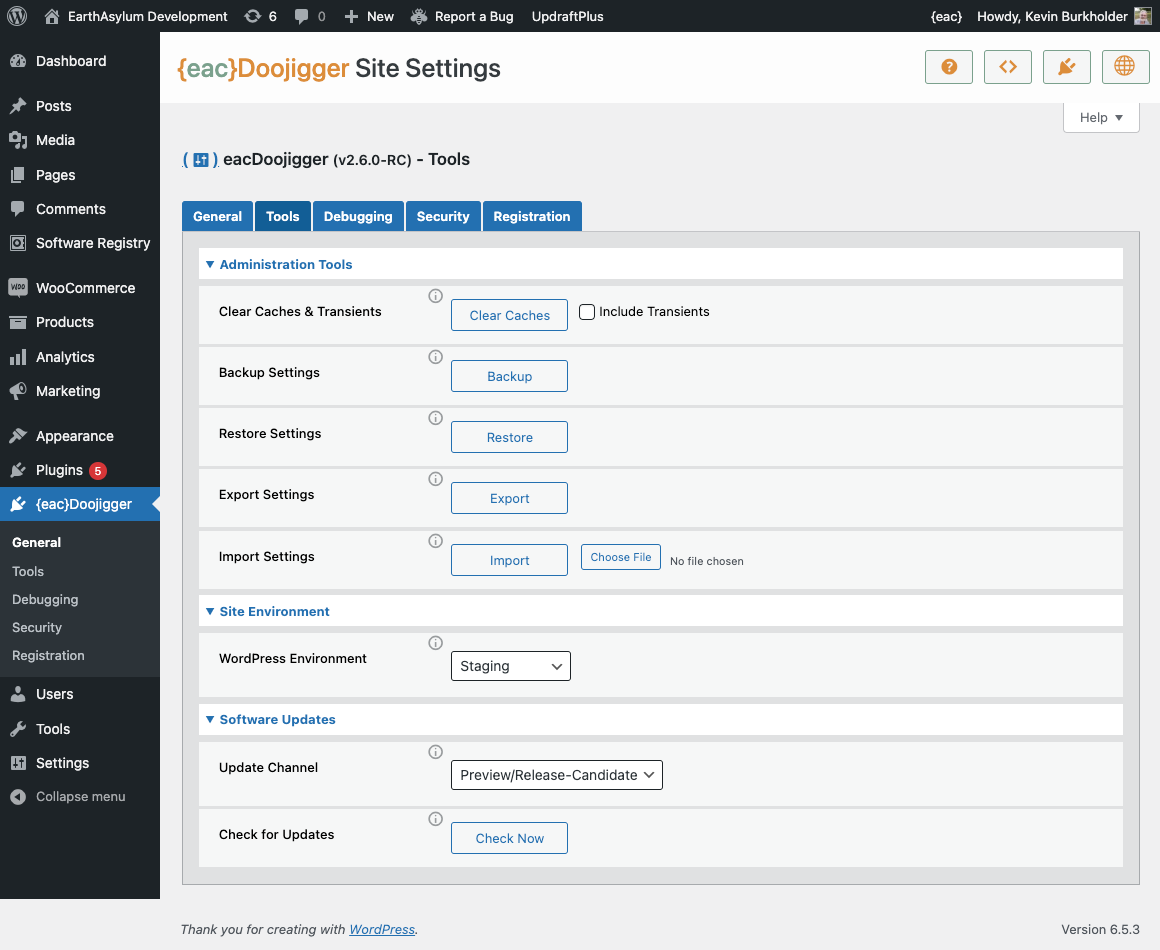 EarthAsylum Development 6 0 New Report a Bug UpdraftPlus {eac} Howdy, Kevin Burkholder
Dashboard
Posts
Media
Pages
Comments
Software Registry
WooCommerce
Products
Analytics
Marketing
Appearance
Plugins 5
{eac}Doojigger
General
Tools
Debugging
Security
Registration
Users
Tools
Settings
Collapse menu
{eac}Doojigger Site Settings
Help ▼
eacDoojigger (v2.6.0-RC) - Tools
General Tools Debugging Security Registration
▼ Administration Tools
Clear Caches & Transients Clear Caches Include Transients
Backup Settings Backup
Restore Settings Restore
Export Settings Export
Import Settings Import Choose File No file chosen
▼ Site Environment
WordPress Environment Staging
▼ Software Updates
Update Channel Preview/Release-Candidate
Check for Updates Check Now
Thank you for creating with WordPress. Version 6.5.3